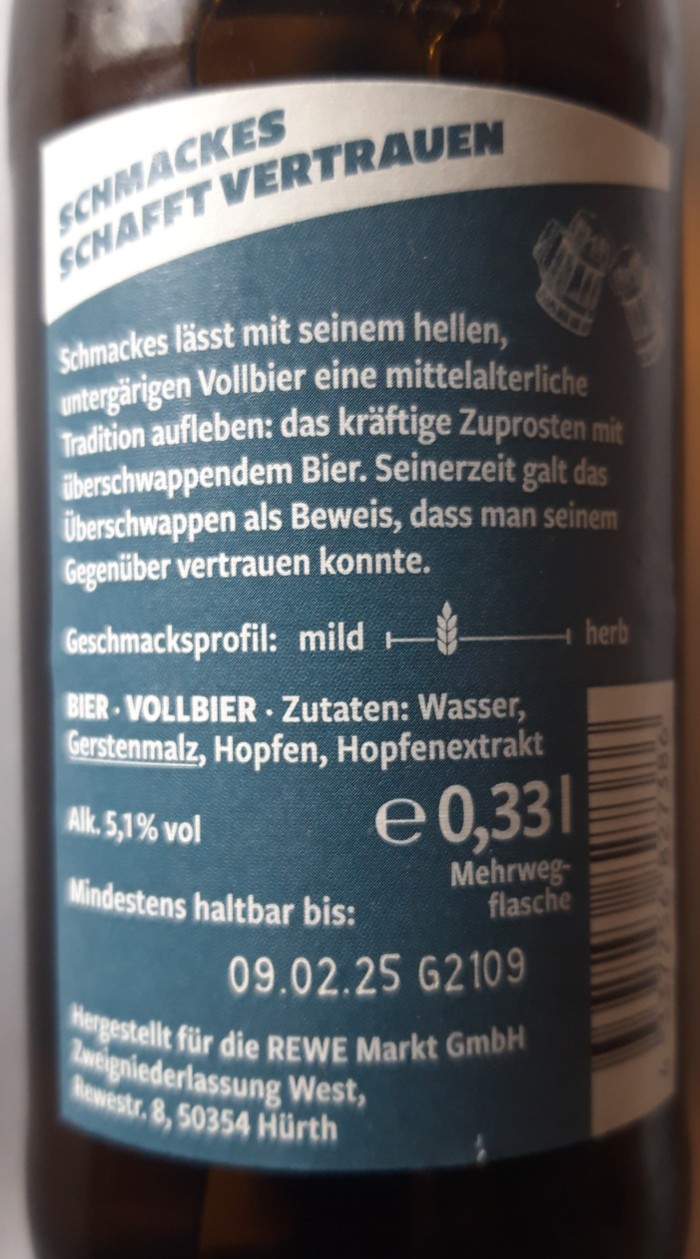 SCHMACKES
SCHAFFT VERTRAUEN
Schmackes lässt mit seinem hellen,
untergärigen Vollbier eine mittelalterliche
Tradition aufleben: das kräftige Zuprosten mit
überschwappendem Bier. Seinerzeit galt das
Überschwappen als Beweis, dass man seinem
Gegenüber vertrauen konnte.
Geschmacksprofil: mild herb
BIER · VOLLBIER · Zutaten: Wasser,
Gerstenmalz, Hopfen, Hopfenextrakt
Alk. 5,1% vol
℮ 0,33 l
Mehrweg-
flasche
Mindestens haltbar bis:
09.02.25 G2109
Hergestellt für die REWE Markt GmbH
Zweigniederlassung West,
Rewestr. 8, 50354 Hürth